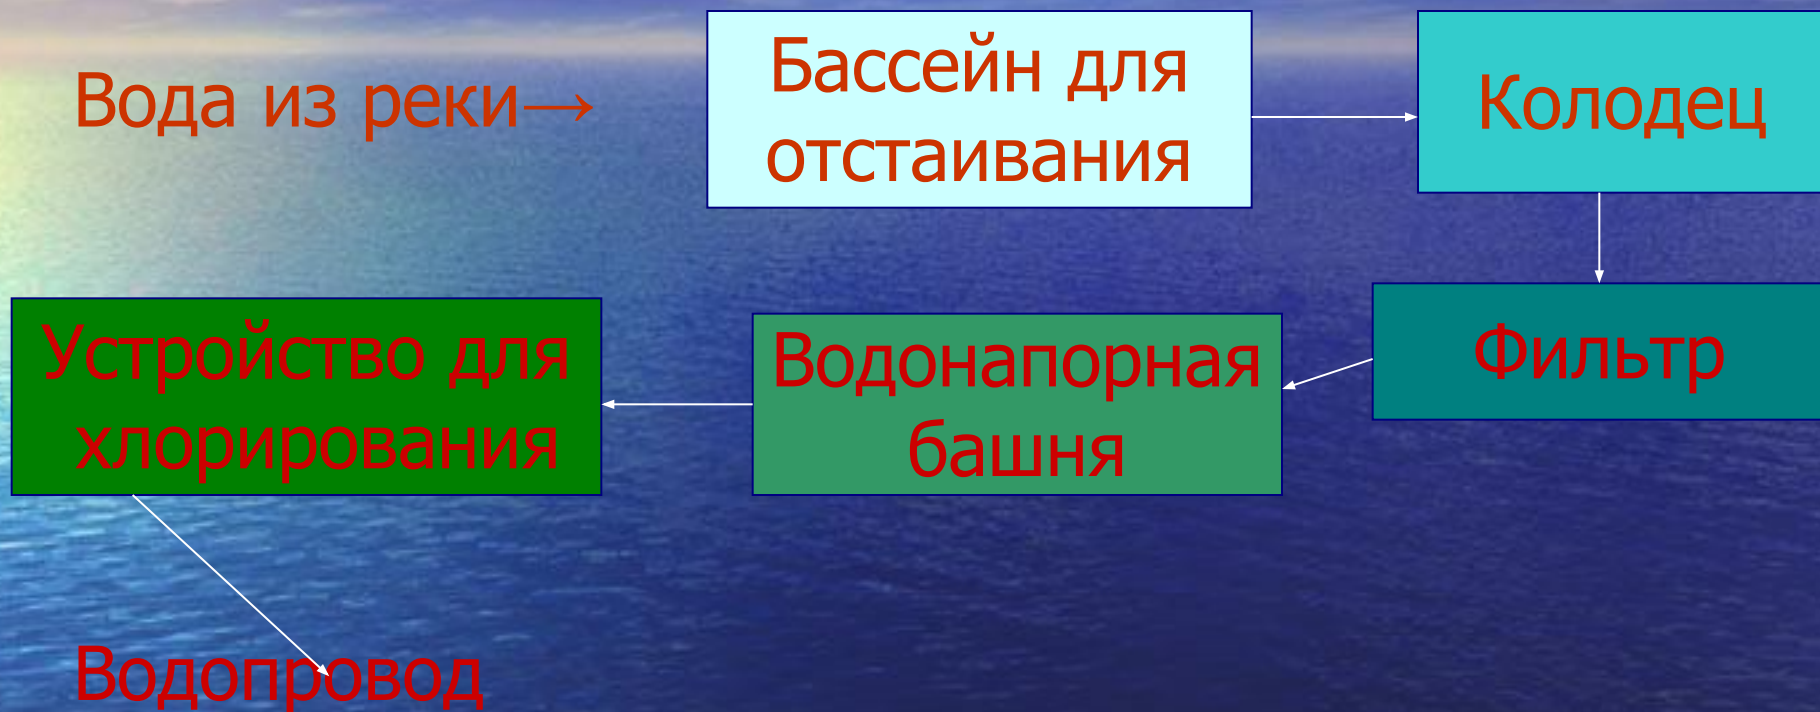 Вода из реки→
Бассейн для
отстаивания
Колодец
Фильтр
Водонапорная
башня
Устройство для
хлорирования
Водопровод